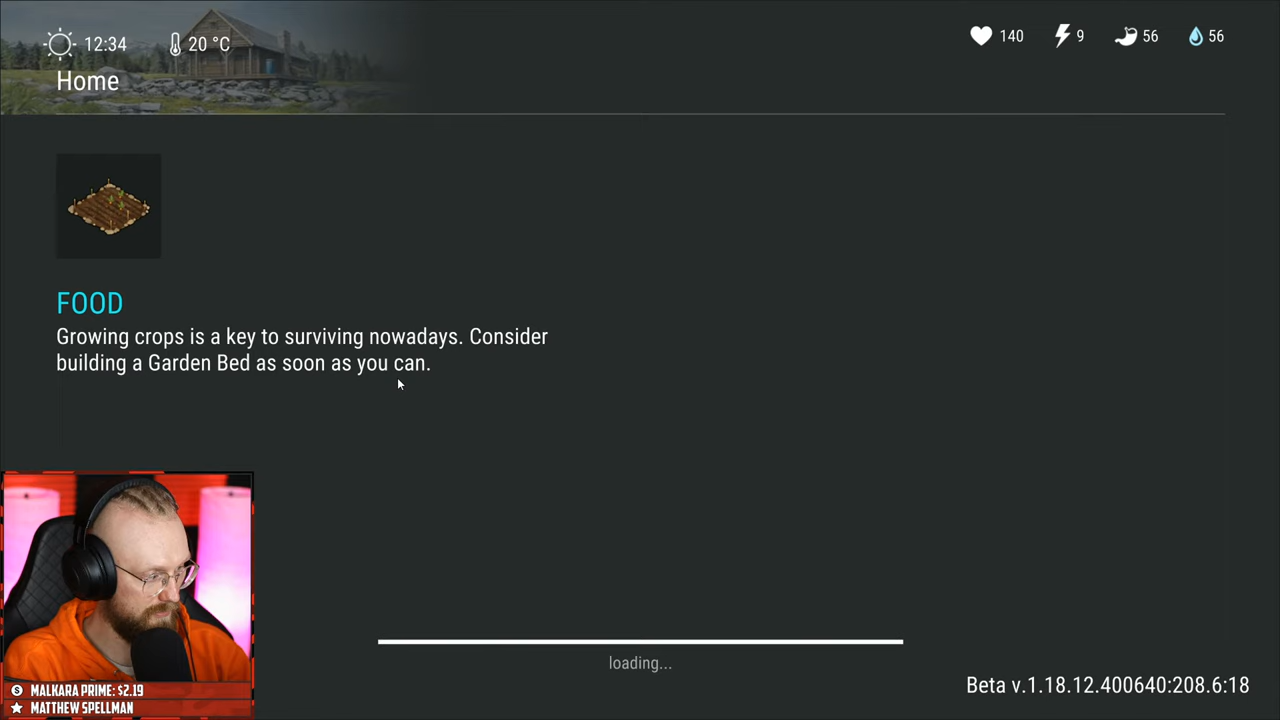 12:34 20 °C
140 9 56 56
Home
FOOD
Growing crops is a key to surviving nowadays. Consider
building a Garden Bed as soon as you can.
loading...
Beta v.1.18.12.400640:208.6:18
MALKARA PRIME: $2.19
MATTHEW SPELLMAN